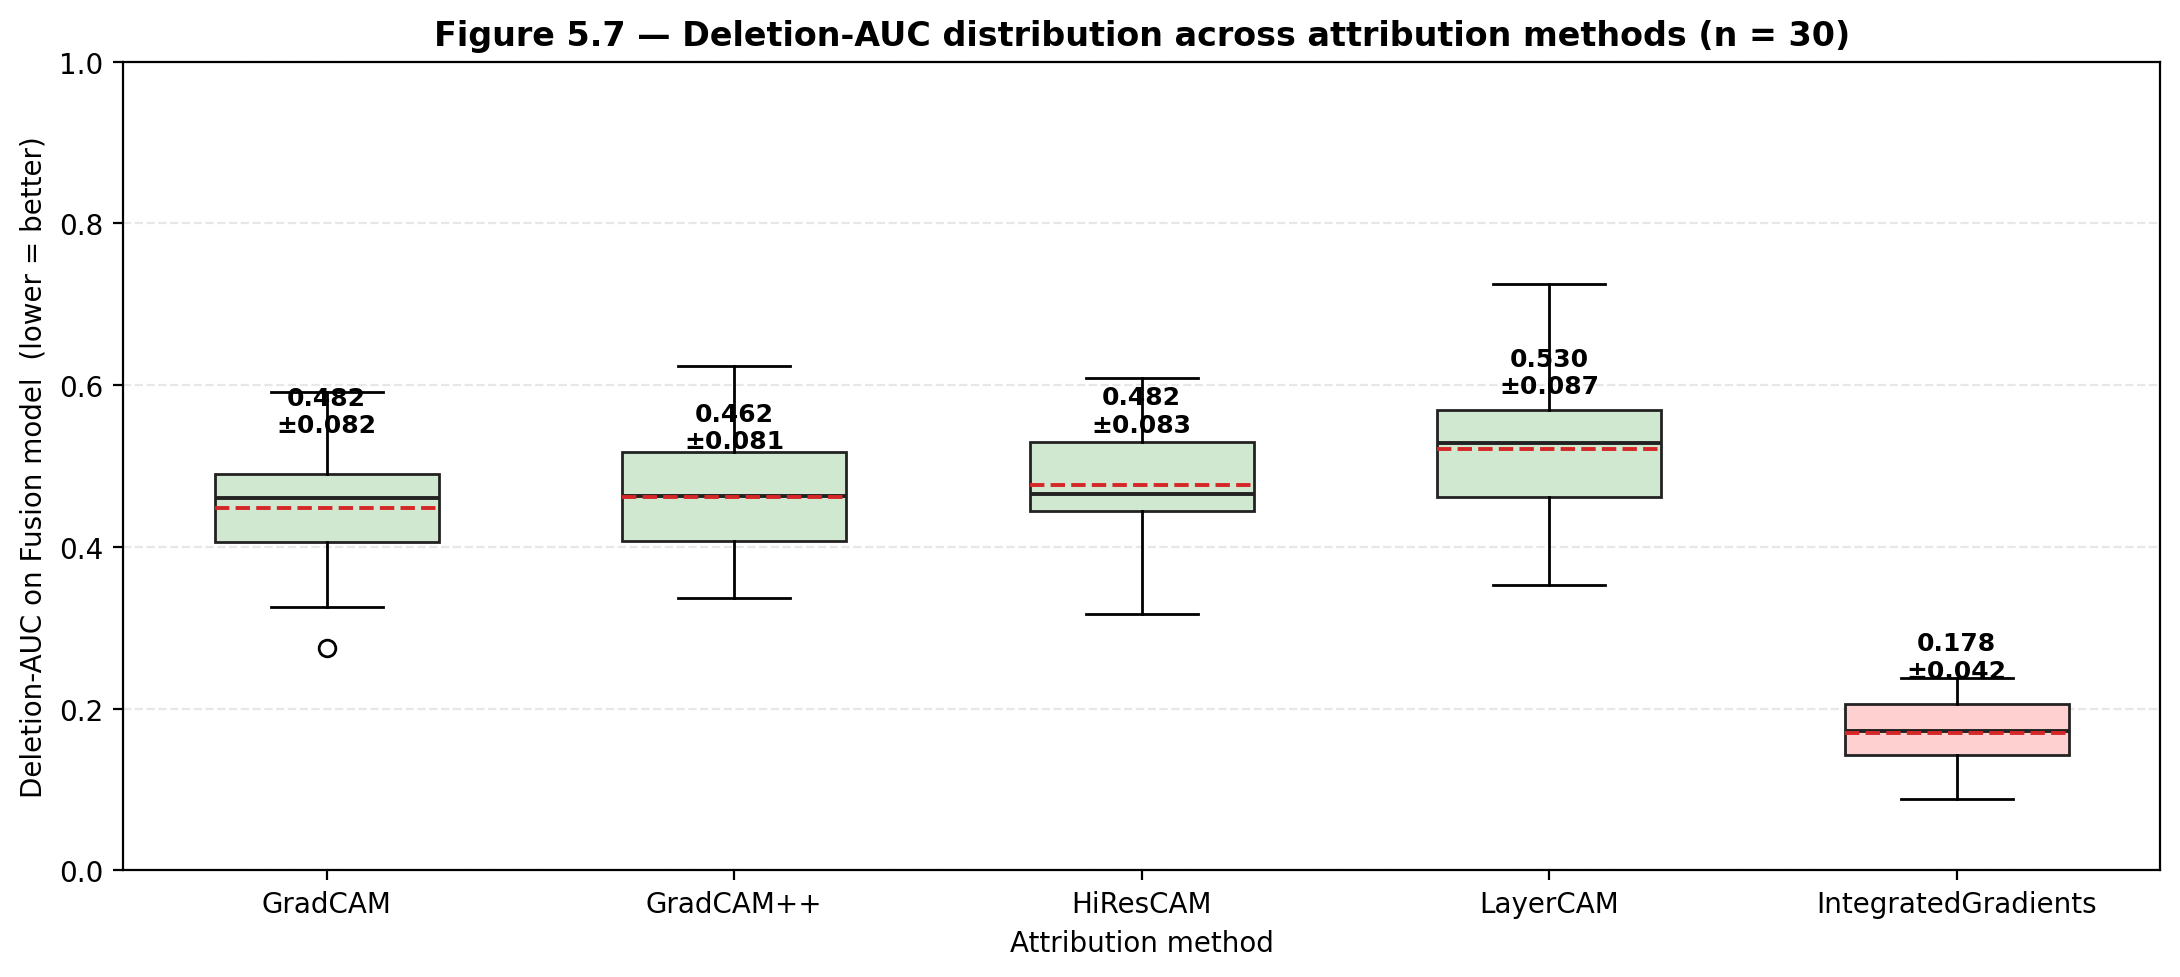 Figure 5.7 — Deletion-AUC distribution across attribution methods (n = 30)
Deletion-AUC on Fusion model  (lower = better)
1.0
0.8
0.6
0.4
0.2
0.0
0.482
±0.082
0.462
±0.081
0.482
±0.083
0.530
±0.087
0.178
±0.042
GradCAM
GradCAM++
HiResCAM
LayerCAM
IntegratedGradients
Attribution method